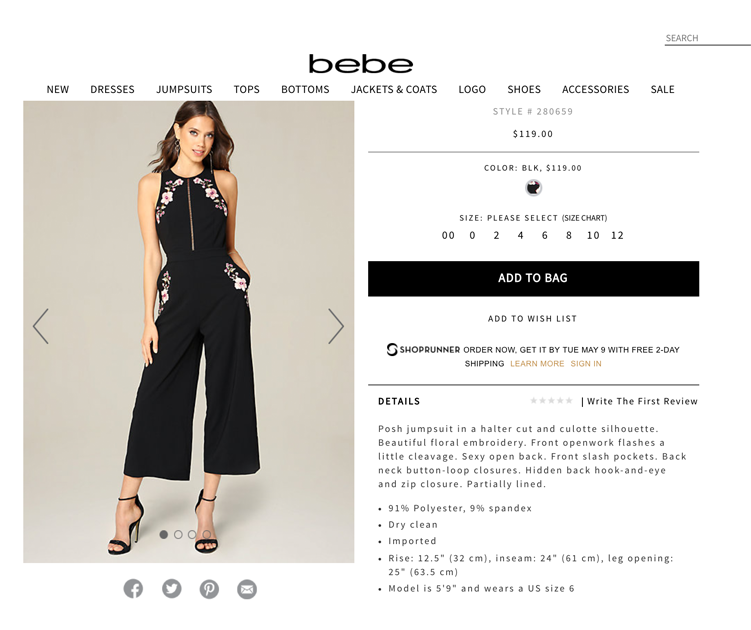 SEARCH
bebe
NEW DRESSES JUMPSUITS TOPS BOTTOMS JACKETS & COATS LOGO SHOES ACCESSORIES SALE
STYLE # 280659
$119.00
COLOR: BLK, $119.00
SIZE: PLEASE SELECT (SIZE CHART)
00 0 2 4 6 8 10 12
ADD TO BAG
ADD TO WISH LIST
SHOPRUNNER ORDER NOW, GET IT BY TUE MAY 9 WITH FREE 2-DAY
SHIPPING LEARN MORE SIGN IN
DETAILS | Write The First Review
Posh jumpsuit in a halter cut and culotte silhouette.
Beautiful floral embroidery. Front openwork flashes a
little cleavage. Sexy open back. Front slash pockets. Back
neck button-loop closures. Hidden back hook-and-eye
and zip closure. Partially lined.
• 91% Polyester, 9% spandex
• Dry clean
• Imported
• Rise: 12.5" (32 cm), inseam: 24" (61 cm), leg opening:
25" (63.5 cm)
• Model is 5'9" and wears a US size 6